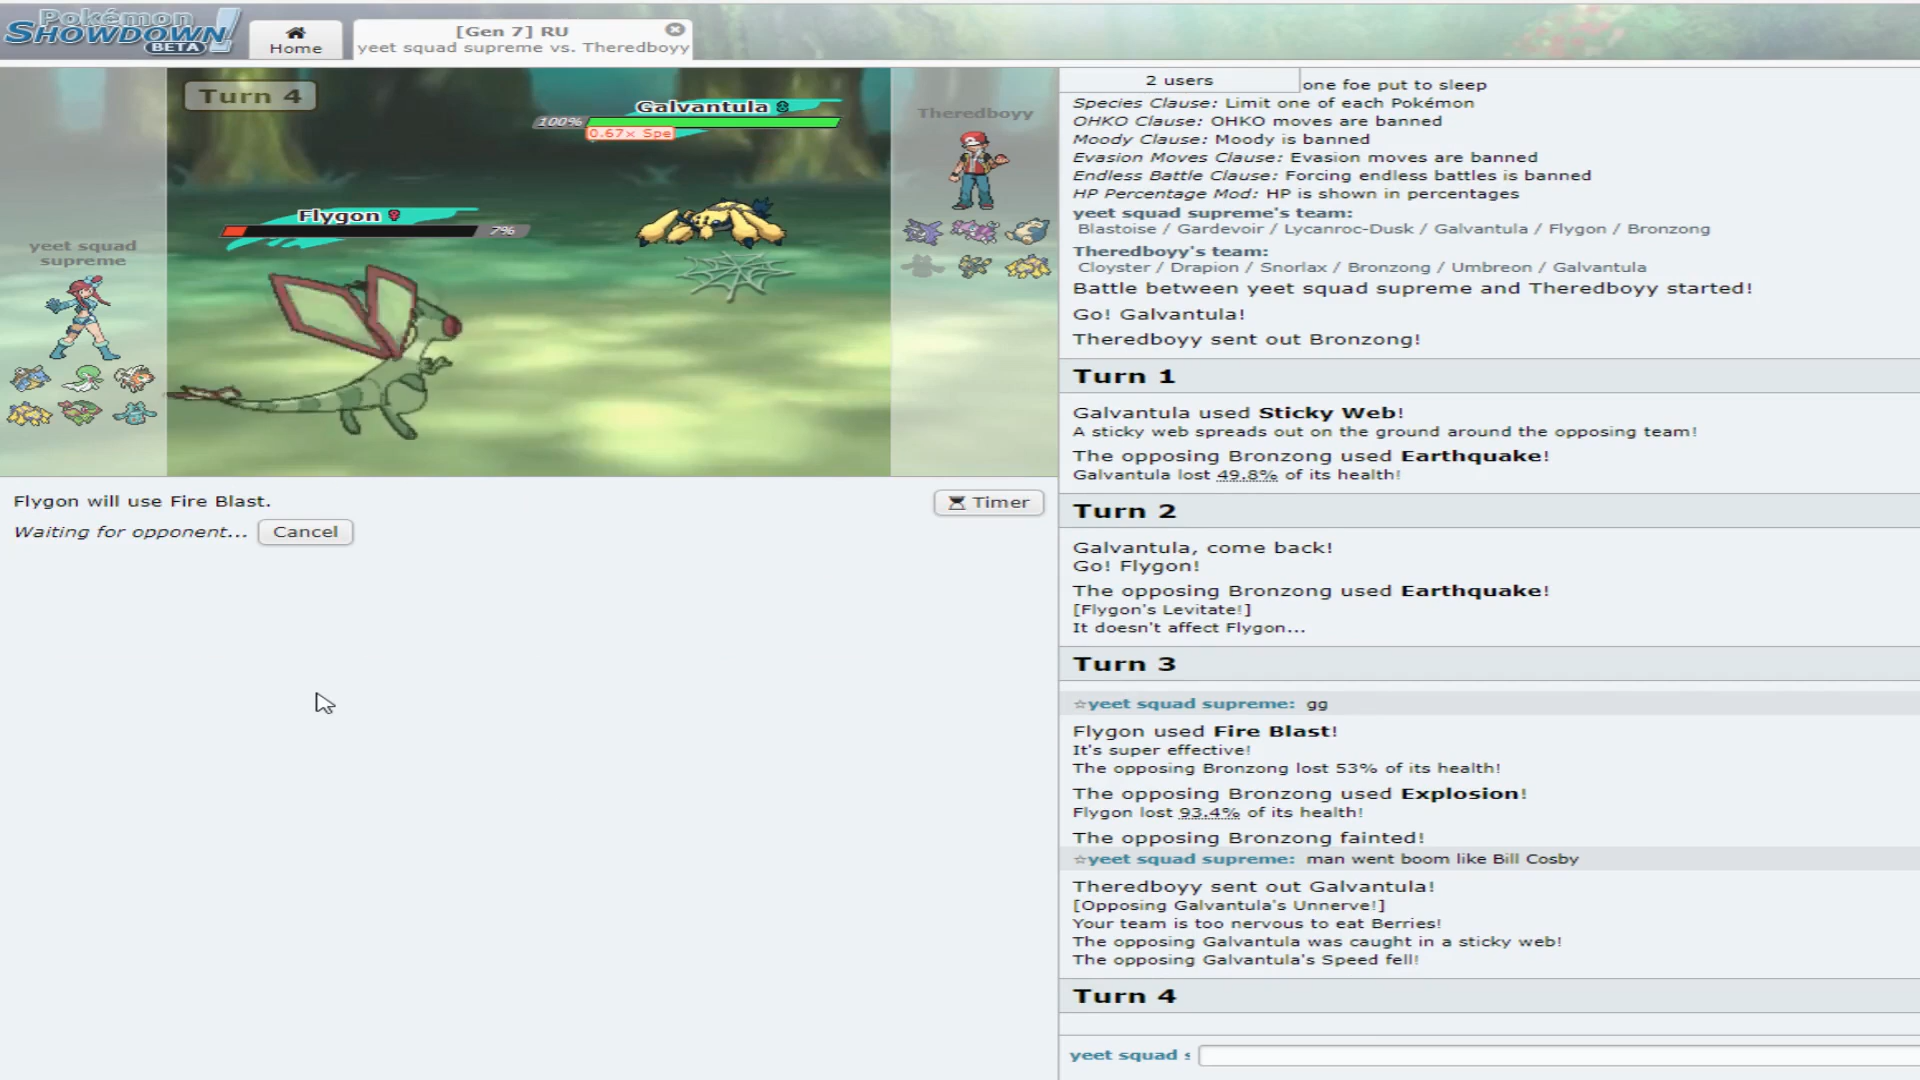 Pokémon
SHOWDOWN!
BETA
Home
[Gen 7] RU
yeet squad supreme vs. Theredboyy
Turn 4
Galvantula
100%
0.67× Spe
Flygon
7%
yeet squad
supreme
Theredboyy
Flygon will use Fire Blast.
Timer
Waiting for opponent...
Cancel
2 users
one foe put to sleep
Species Clause: Limit one of each Pokémon
OHKO Clause: OHKO moves are banned
Moody Clause: Moody is banned
Evasion Moves Clause: Evasion moves are banned
Endless Battle Clause: Forcing endless battles is banned
HP Percentage Mod: HP is shown in percentages
yeet squad supreme's team:
Blastoise / Gardevoir / Lycanroc-Dusk / Galvantula / Flygon / Bronzong
Theredboyy's team:
Cloyster / Drapion / Snorlax / Bronzong / Umbreon / Galvantula
Battle between yeet squad supreme and Theredboyy started!
Go! Galvantula!
Theredboyy sent out Bronzong!
Turn 1
Galvantula used Sticky Web!
A sticky web spreads out on the ground around the opposing team!
The opposing Bronzong used Earthquake!
Galvantula lost 49.8% of its health!
Turn 2
Galvantula, come back!
Go! Flygon!
The opposing Bronzong used Earthquake!
[Flygon's Levitate!]
It doesn't affect Flygon...
Turn 3
☆yeet squad supreme: gg
Flygon used Fire Blast!
It's super effective!
The opposing Bronzong lost 53% of its health!
The opposing Bronzong used Explosion!
Flygon lost 93.4% of its health!
The opposing Bronzong fainted!
☆yeet squad supreme: man went boom like Bill Cosby
Theredboyy sent out Galvantula!
[Opposing Galvantula's Unnerve!]
Your team is too nervous to eat Berries!
The opposing Galvantula was caught in a sticky web!
The opposing Galvantula's Speed fell!
Turn 4
yeet squad s